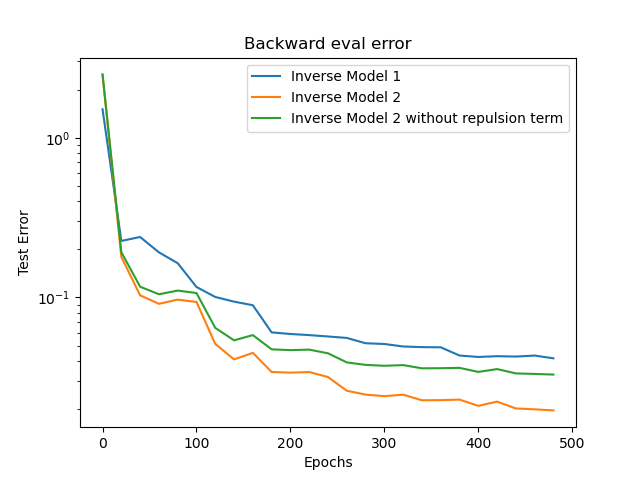 Backward eval error
Inverse Model 1
Inverse Model 2
Inverse Model 2 without repulsion term
Test Error
10⁰
10⁻¹
0 100 200 300 400 500
Epochs